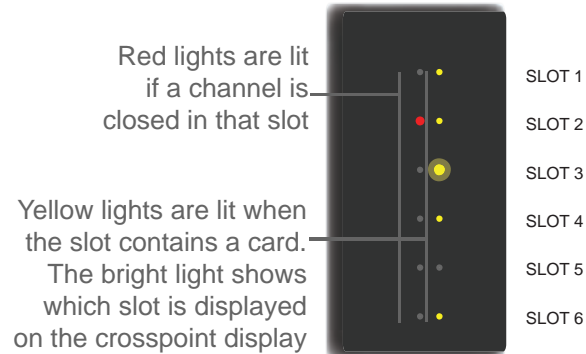 Red lights are lit
if a channel is
closed in that slot
Yellow lights are lit when
the slot contains a card.
The bright light shows
which slot is displayed
on the crosspoint display
SLOT 1
SLOT 2
SLOT 3
SLOT 4
SLOT 5
SLOT 6